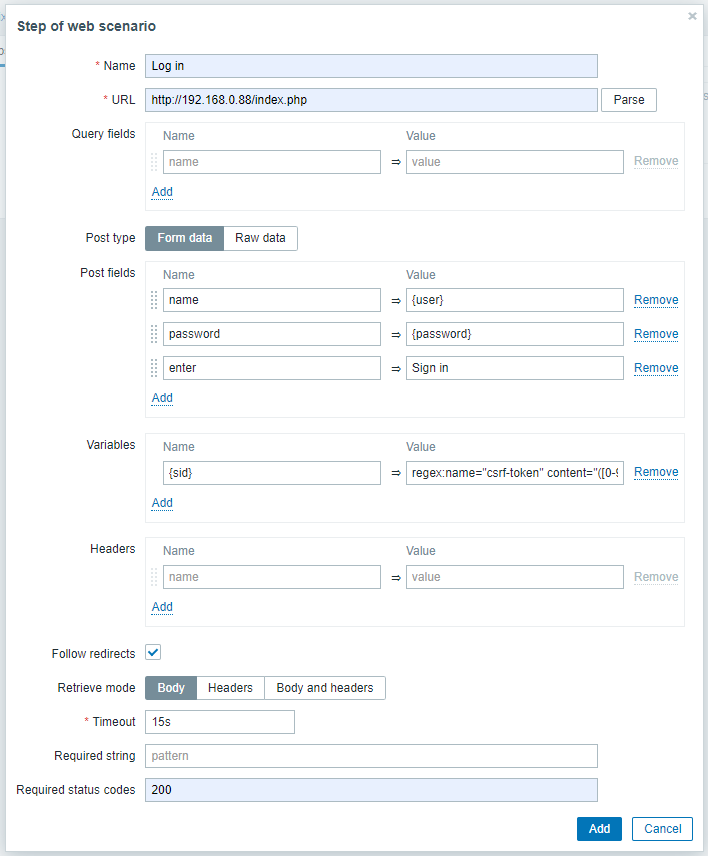 Step of web scenario
* Name Log in
* URL http://192.168.0.88/index.php Parse
Query fields Name Value
name ⇒ value Remove
Add
Post type Form data Raw data
Post fields Name Value
name ⇒ {user} Remove
password ⇒ {password} Remove
enter ⇒ Sign in Remove
Add
Variables Name Value
{sid} ⇒ regex:name="csrf-token" content="([0-9 Remove
Add
Headers Name Value
name ⇒ value Remove
Add
Follow redirects
Retrieve mode Body Headers Body and headers
* Timeout 15s
Required string pattern
Required status codes 200
Add Cancel